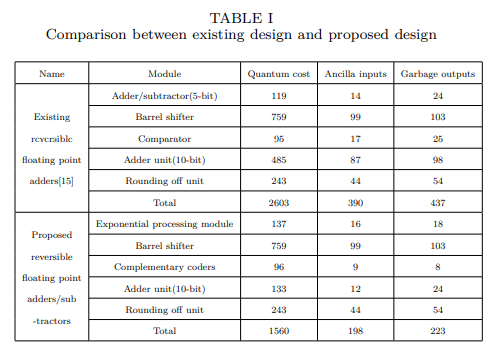 TABLE I
Comparison between existing design and proposed design
Name Module Quantum cost Ancilla inputs Garbage outputs
Existing reversible floating point adders[15]
Adder/subtractor(5-bit) 119 14 24
Barrel shifter 759 99 103
Comparator 95 17 25
Adder unit(10-bit) 485 87 98
Rounding off unit 243 44 54
Total 2603 390 437
Proposed reversible floating point adders/sub -tractors
Exponential processing module 137 16 18
Barrel shifter 759 99 103
Complementary coders 96 9 8
Adder unit(10-bit) 133 12 24
Rounding off unit 243 44 54
Total 1560 198 223